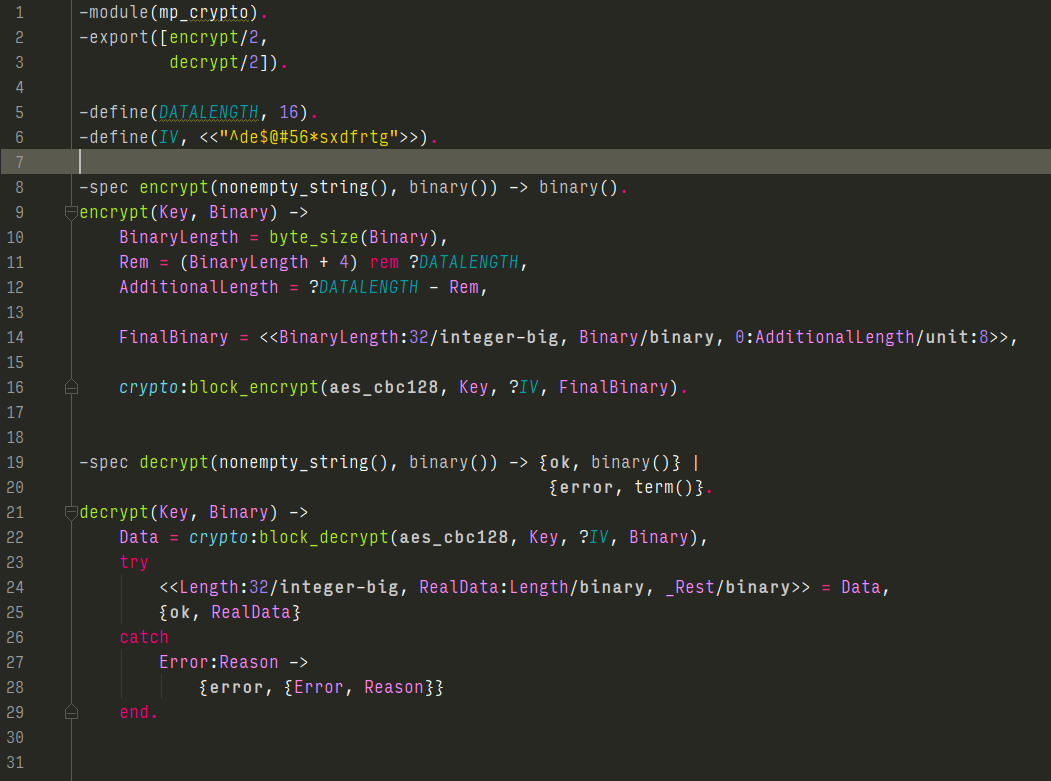 1 -module(mp_crypto).
2 -export([encrypt/2,
3          decrypt/2]).
4
5 -define(DATALENGTH, 16).
6 -define(IV, <<"^de$@#56*sxdfrtg">>).
7
8 -spec encrypt(nonempty_string(), binary()) -> binary().
9 encrypt(Key, Binary) ->
10     BinaryLength = byte_size(Binary),
11     Rem = (BinaryLength + 4) rem ?DATALENGTH,
12     AdditionalLength = ?DATALENGTH - Rem,
13
14     FinalBinary = <<BinaryLength:32/integer-big, Binary/binary, 0:AdditionalLength/unit:8>>,
15
16     crypto:block_encrypt(aes_cbc128, Key, ?IV, FinalBinary).
17
18
19 -spec decrypt(nonempty_string(), binary()) -> {ok, binary()} |
20                                                {error, term()}.
21 decrypt(Key, Binary) ->
22     Data = crypto:block_decrypt(aes_cbc128, Key, ?IV, Binary),
23     try
24         <<Length:32/integer-big, RealData:Length/binary, _Rest/binary>> = Data,
25         {ok, RealData}
26     catch
27         Error:Reason ->
28             {error, {Error, Reason}}
29     end.
30
31